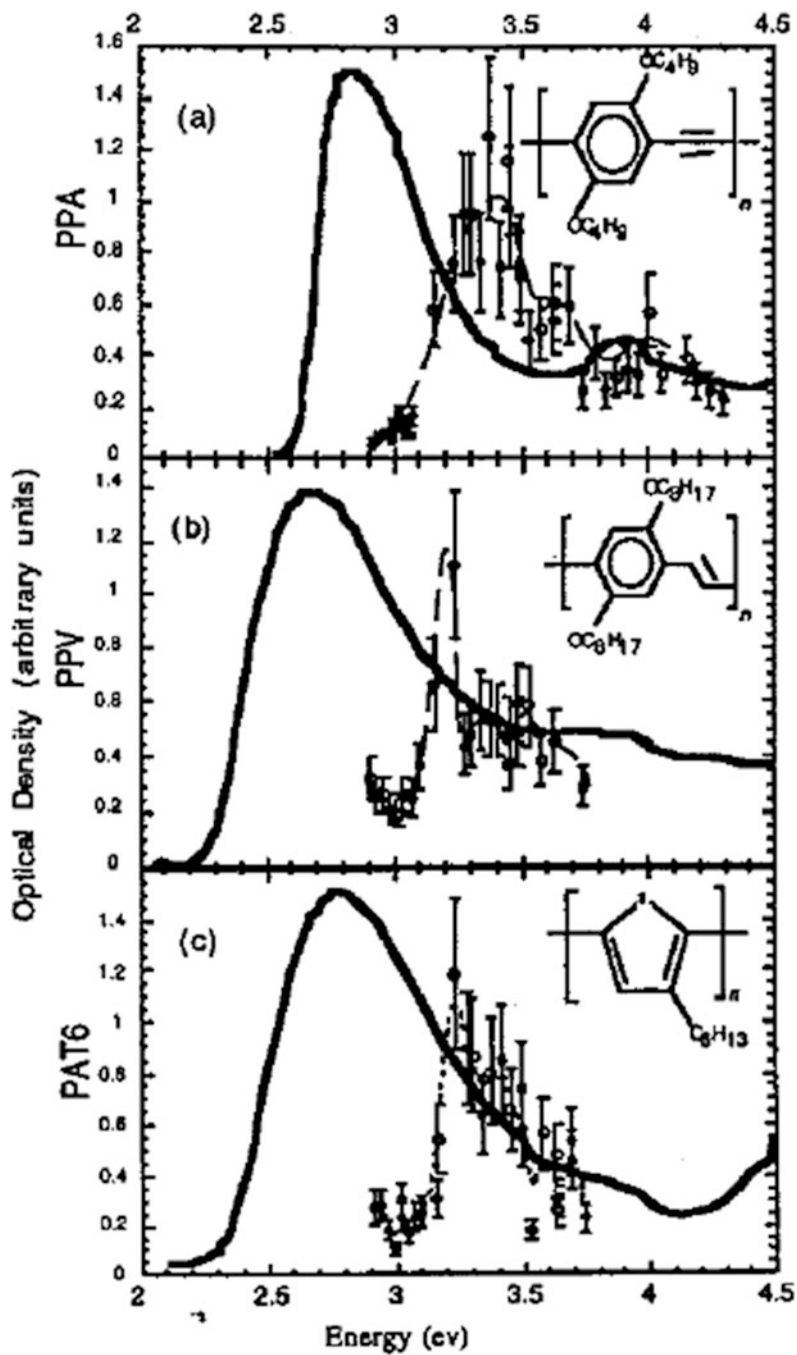 2 2.5 3 3.5 4 4.5
1.6
1.4
1.2
1
0.8
0.6
0.4
0.2
0
(a)
PPA
OC4H9
OC4H9
n
1.4
1.2
1
0.8
0.6
0.4
0.2
0
(b)
PPV
OC8H17
OC8H17
n
1.4
1.2
1
0.8
0.6
0.4
0.2
0
(c)
PAT6
C6H13
n
Optical Density (arbitrary units)
2 2.5 3 3.5 4 4.5
Energy (ev)